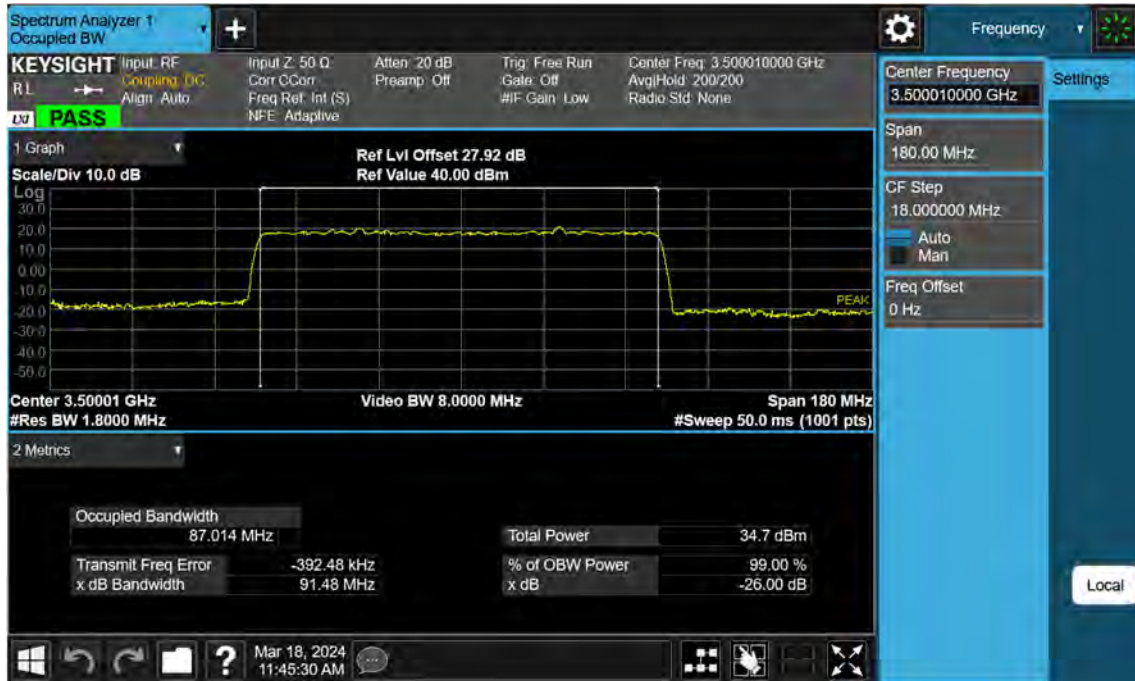 Spectrum Analyzer 1
Occupied BW
Frequency
KEYSIGHT
Input: RF
Input Z: 50 Ω
Atten: 20 dB
Trig: Free Run
Center Freq: 3.500010000 GHz
RL
Coupling: DC
Corr CCorr
Preamp: Off
Gate: Off
Avg|Hold: 200/200
Align: Auto
Freq Ref: Int (S)
#IF Gain: Low
Radio Std: None
NFE: Adaptive
LXI
PASS
Center Frequency
3.500010000 GHz
Settings
Span
180.00 MHz
CF Step
18.000000 MHz
Auto
Man
Freq Offset
0 Hz
1 Graph
Ref Lvl Offset 27.92 dB
Scale/Div 10.0 dB
Ref Value 40.00 dBm
Log
30.0
20.0
10.0
0.00
-10.0
-20.0
-30.0
-40.0
-50.0
PEAK
Center 3.50001 GHz
Video BW 8.0000 MHz
Span 180 MHz
#Res BW 1.8000 MHz
#Sweep 50.0 ms (1001 pts)
2 Metrics
Occupied Bandwidth
87.014 MHz
Total Power
34.7 dBm
Transmit Freq Error
-392.48 kHz
% of OBW Power
99.00 %
x dB Bandwidth
91.48 MHz
x dB
-26.00 dB
Local
?
Mar 18, 2024
11:45:30 AM